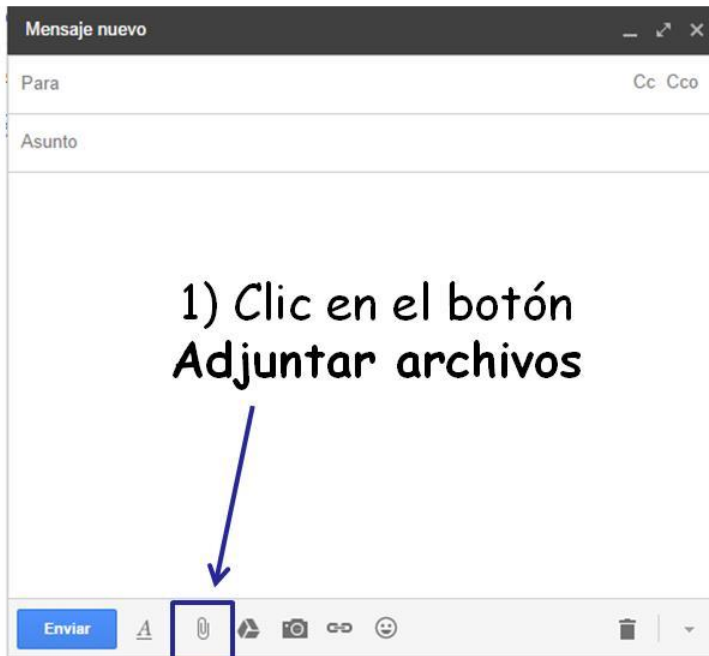 Mensaje nuevo
Para Cc Cco
Asunto
1) Clic en el botón
Adjuntar archivos
Enviar A